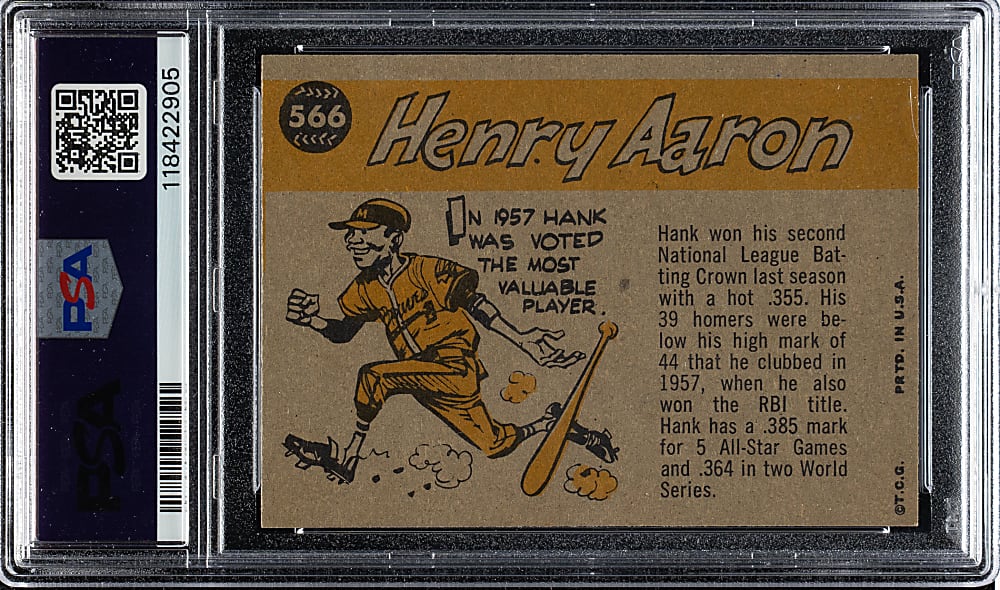 118422905
PSA
PSA
566
Henry Aaron
IN 1957 HANK
WAS VOTED
THE MOST
VALUABLE
PLAYER.
M
Braves
Hank won his second
National League Bat-
ting Crown last season
with a hot .355. His
39 homers were be-
low his high mark of
44 that he clubbed in
1957, when he also
won the RBI title.
Hank has a .385 mark
for 5 All-Star Games
and .364 in two World
Series.
©T.C.G. PRTD. IN U.S.A.